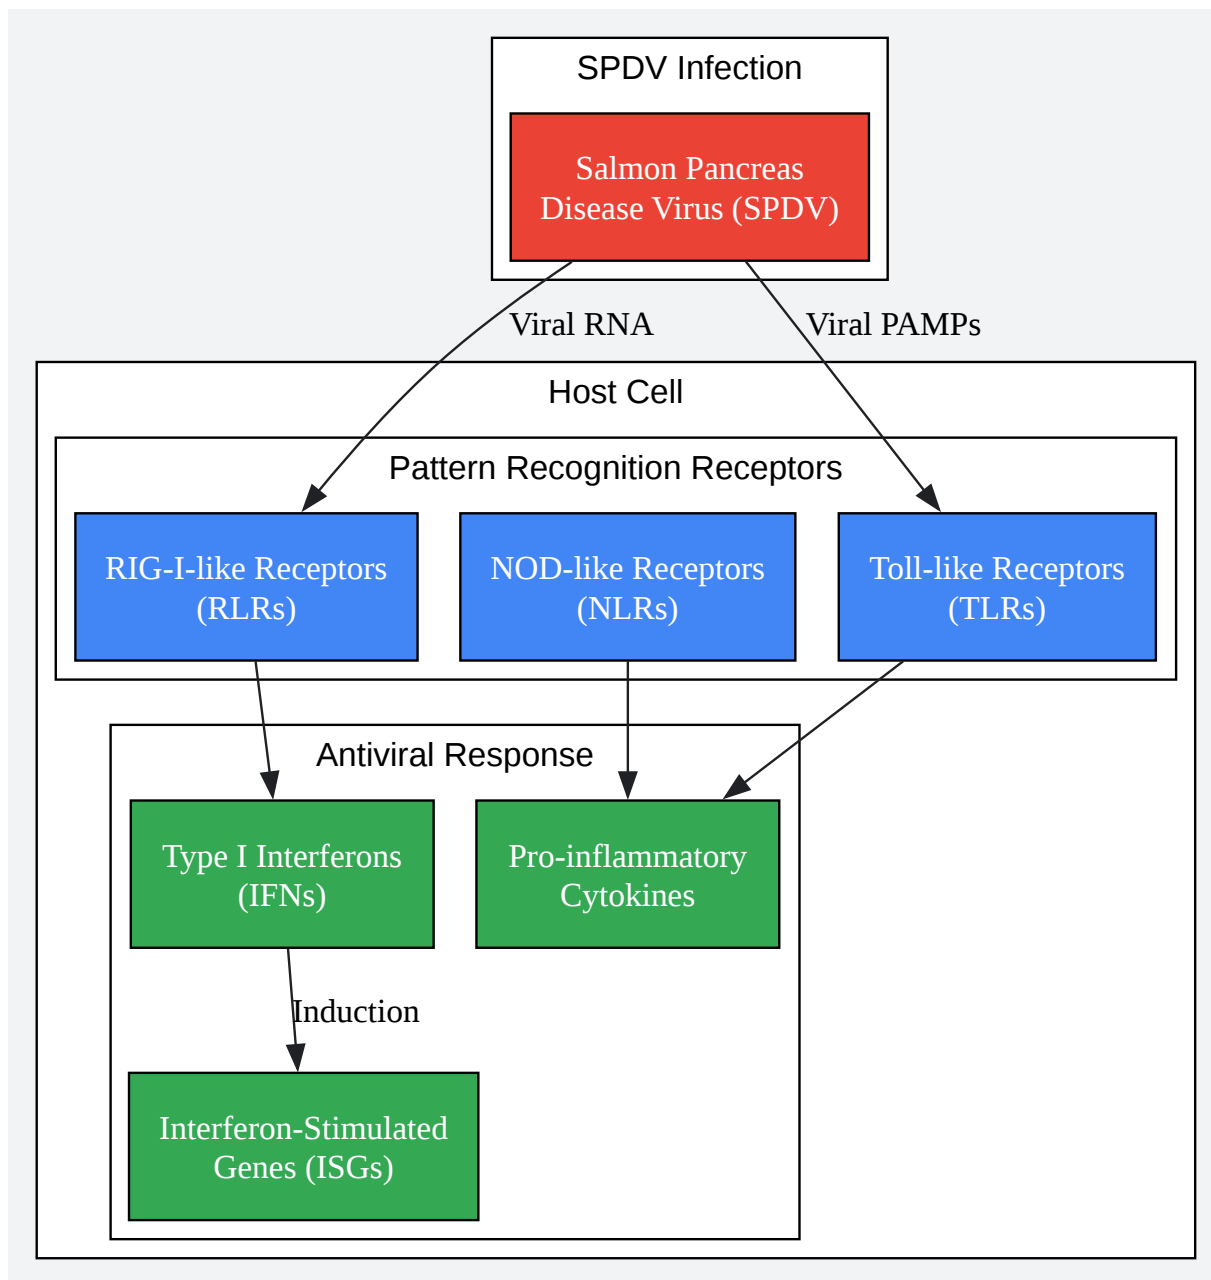 SPDV Infection
Salmon Pancreas
Disease Virus (SPDV)
Viral RNA
Viral PAMPs
Host Cell
Pattern Recognition Receptors
RIG-I-like Receptors
(RLRs)
NOD-like Receptors
(NLRs)
Toll-like Receptors
(TLRs)
Antiviral Response
Type I Interferons
(IFNs)
Pro-inflammatory
Cytokines
Induction
Interferon-Stimulated
Genes (ISGs)